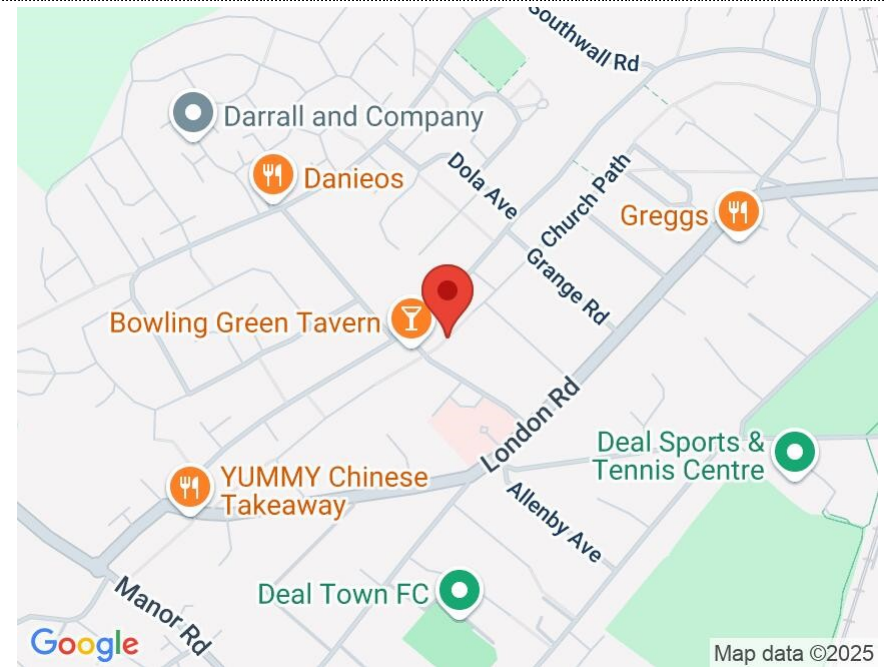 Southwall Rd
Darrall and Company
Danieos
Dola Ave
Church Path
Greggs
Grange Rd
Bowling Green Tavern
London Rd
Deal Sports &
Tennis Centre
YUMMY Chinese
Takeaway
Allenby Ave
Deal Town FC
Manor Rd
Google
Map data ©2025